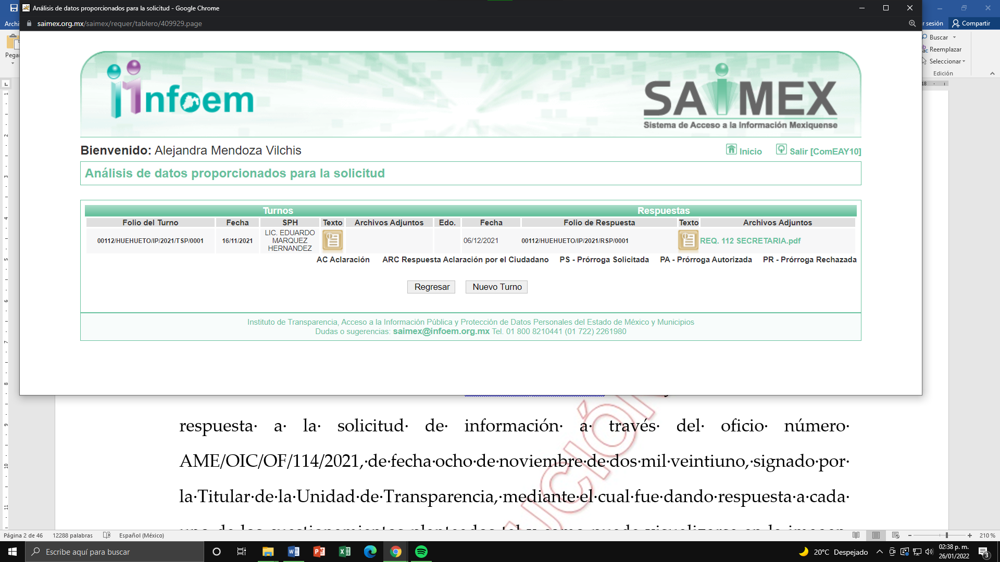 Análisis de datos proporcionados para la solicitud - Google Chrome
saimex.org.mx/saimex/requer/tablero/409929.page
Compartir
Buscar
Reemplazar
Seleccionar
Edición
infoem
SAIMEX
Sistema de Acceso a la Información Mexiquense
Bienvenido: Alejandra Mendoza Vilchis
Inicio Salir [ComEAY10]
Análisis de datos proporcionados para la solicitud
Turnos Respuestas
Folio del Turno Fecha SPH Texto Archivos Adjuntos Edo. Fecha Folio de Respuesta Texto Archivos Adjuntos
00112/HUEHUETO/IP/2021/TSP/0001 16/11/2021 LIC. EDUARDO MARQUEZ HERNANDEZ 06/12/2021 00112/HUEHUETO/IP/2021/RSP/0001 REQ. 112 SECRETARIA.pdf
AC Aclaración ARC Respuesta Aclaración por el Ciudadano PS - Prórroga Solicitada PA - Prórroga Autorizada PR - Prórroga Rechazada
Regresar Nuevo Turno
Instituto de Transparencia, Acceso a la Información Pública y Protección de Datos Personales del Estado de México y Municipios
Dudas o sugerencias: saimex@infoem.org.mx Tel. 01 800 8210441 (01 722) 2261980
respuesta a la solicitud de información a través del oficio número
AME/OIC/OF/114/2021, de fecha ocho de noviembre de dos mil veintiuno, signado por
la Titular de la Unidad de Transparencia, mediante el cual fue dando respuesta a cada
Página 2 de 46 12288 palabras Español (México) 210 %
Escribe aquí para buscar
20°C Despejado
02:38 p. m.
26/01/2022
3